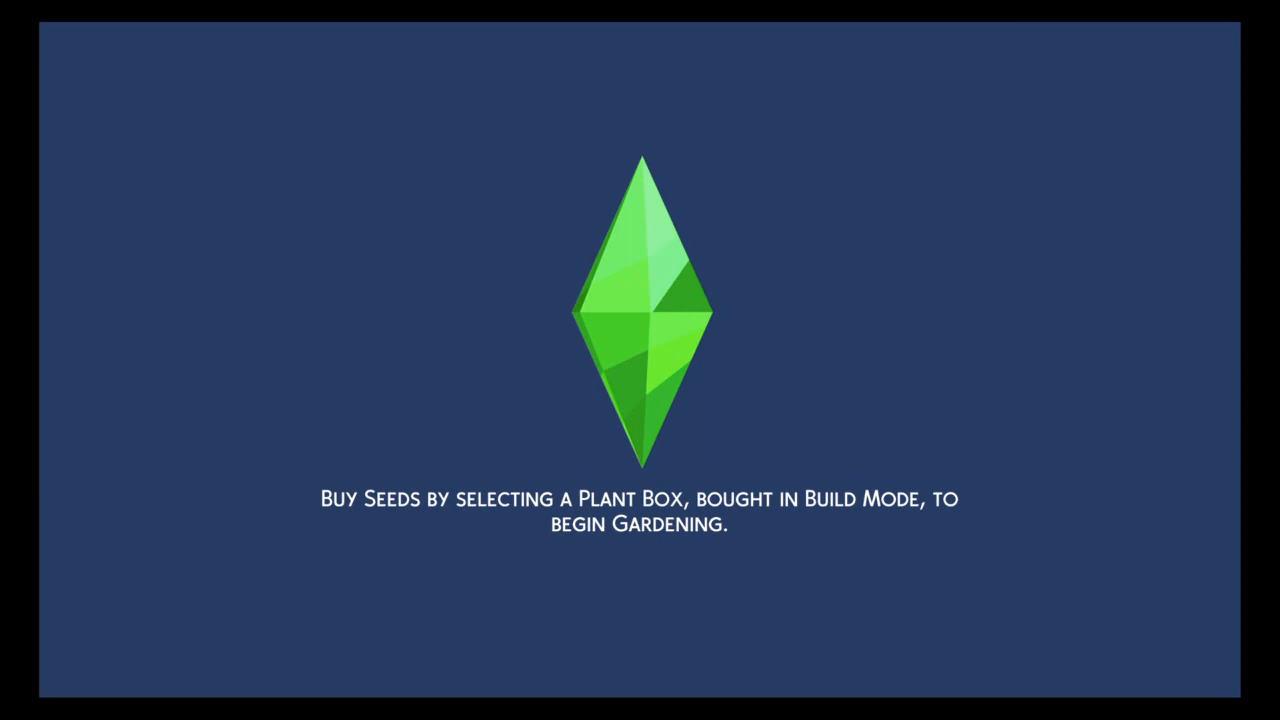 Buy Seeds by selecting a Plant Box, bought in Build Mode, to
begin Gardening.